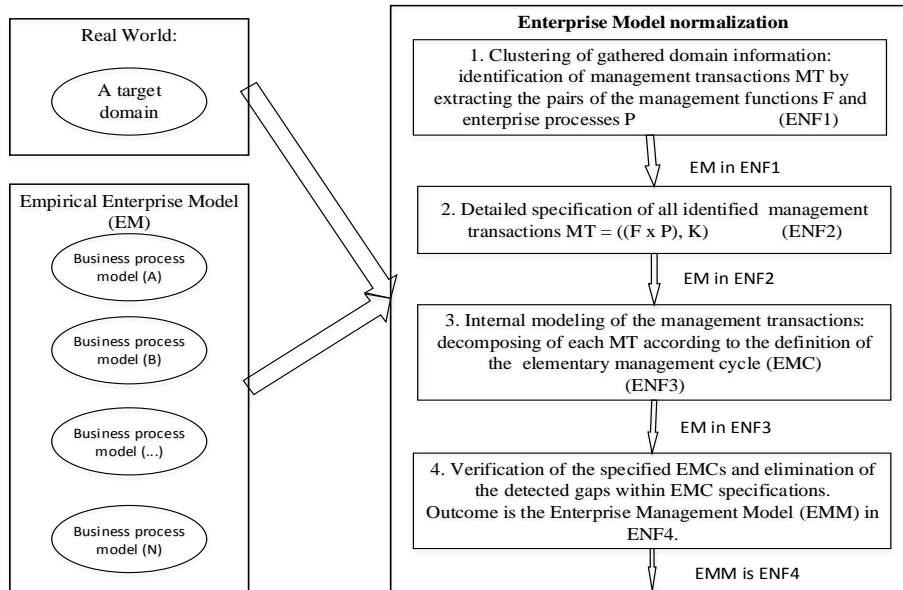 Real World:
A target
domain
Empirical Enterprise Model
(EM)
Business process
model (A)
Business process
model (B)
Business process
model (...)
Business process
model (N)
Enterprise Model normalization
1. Clustering of gathered domain information:
identification of management transactions MT by
extracting the pairs of the management functions F and
enterprise processes P (ENF1)
EM in ENF1
2. Detailed specification of all identified management
transactions MT = ((F x P), K) (ENF2)
EM in ENF2
3. Internal modeling of the management transactions:
decomposing of each MT according to the definition of
the elementary management cycle (EMC)
(ENF3)
EM in ENF3
4. Verification of the specified EMCs and elimination of
the detected gaps within EMC specifications.
Outcome is the Enterprise Management Model (EMM) in
ENF4.
EMM is ENF4